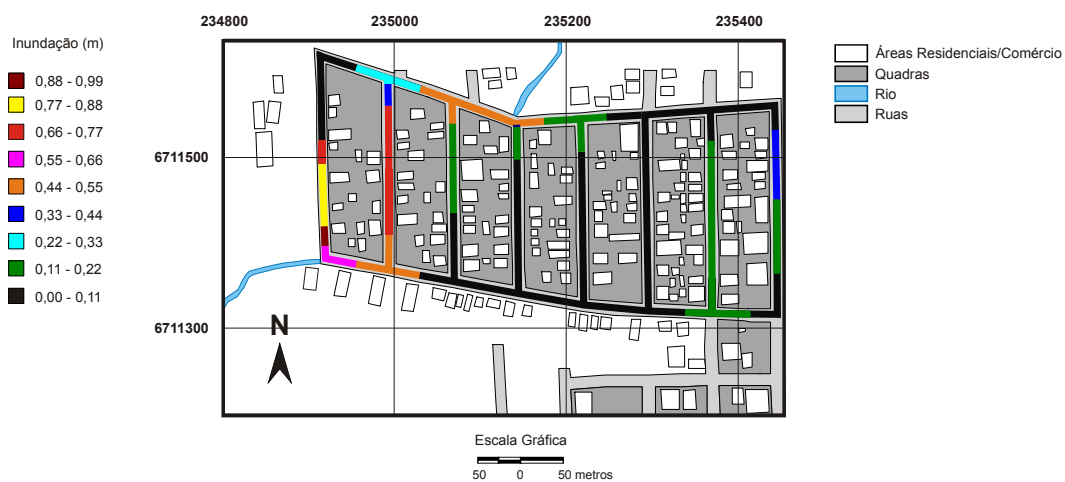 234800 235000 235200 235400
Inundação (m)
0,88 - 0,99
0,77 - 0,88
0,66 - 0,77
0,55 - 0,66
0,44 - 0,55
0,33 - 0,44
0,22 - 0,33
0,11 - 0,22
0,00 - 0,11
Áreas Residenciais/Comércio
Quadras
Rio
Ruas
6711500
6711300
N
Escala Gráfica
50 0 50 metros